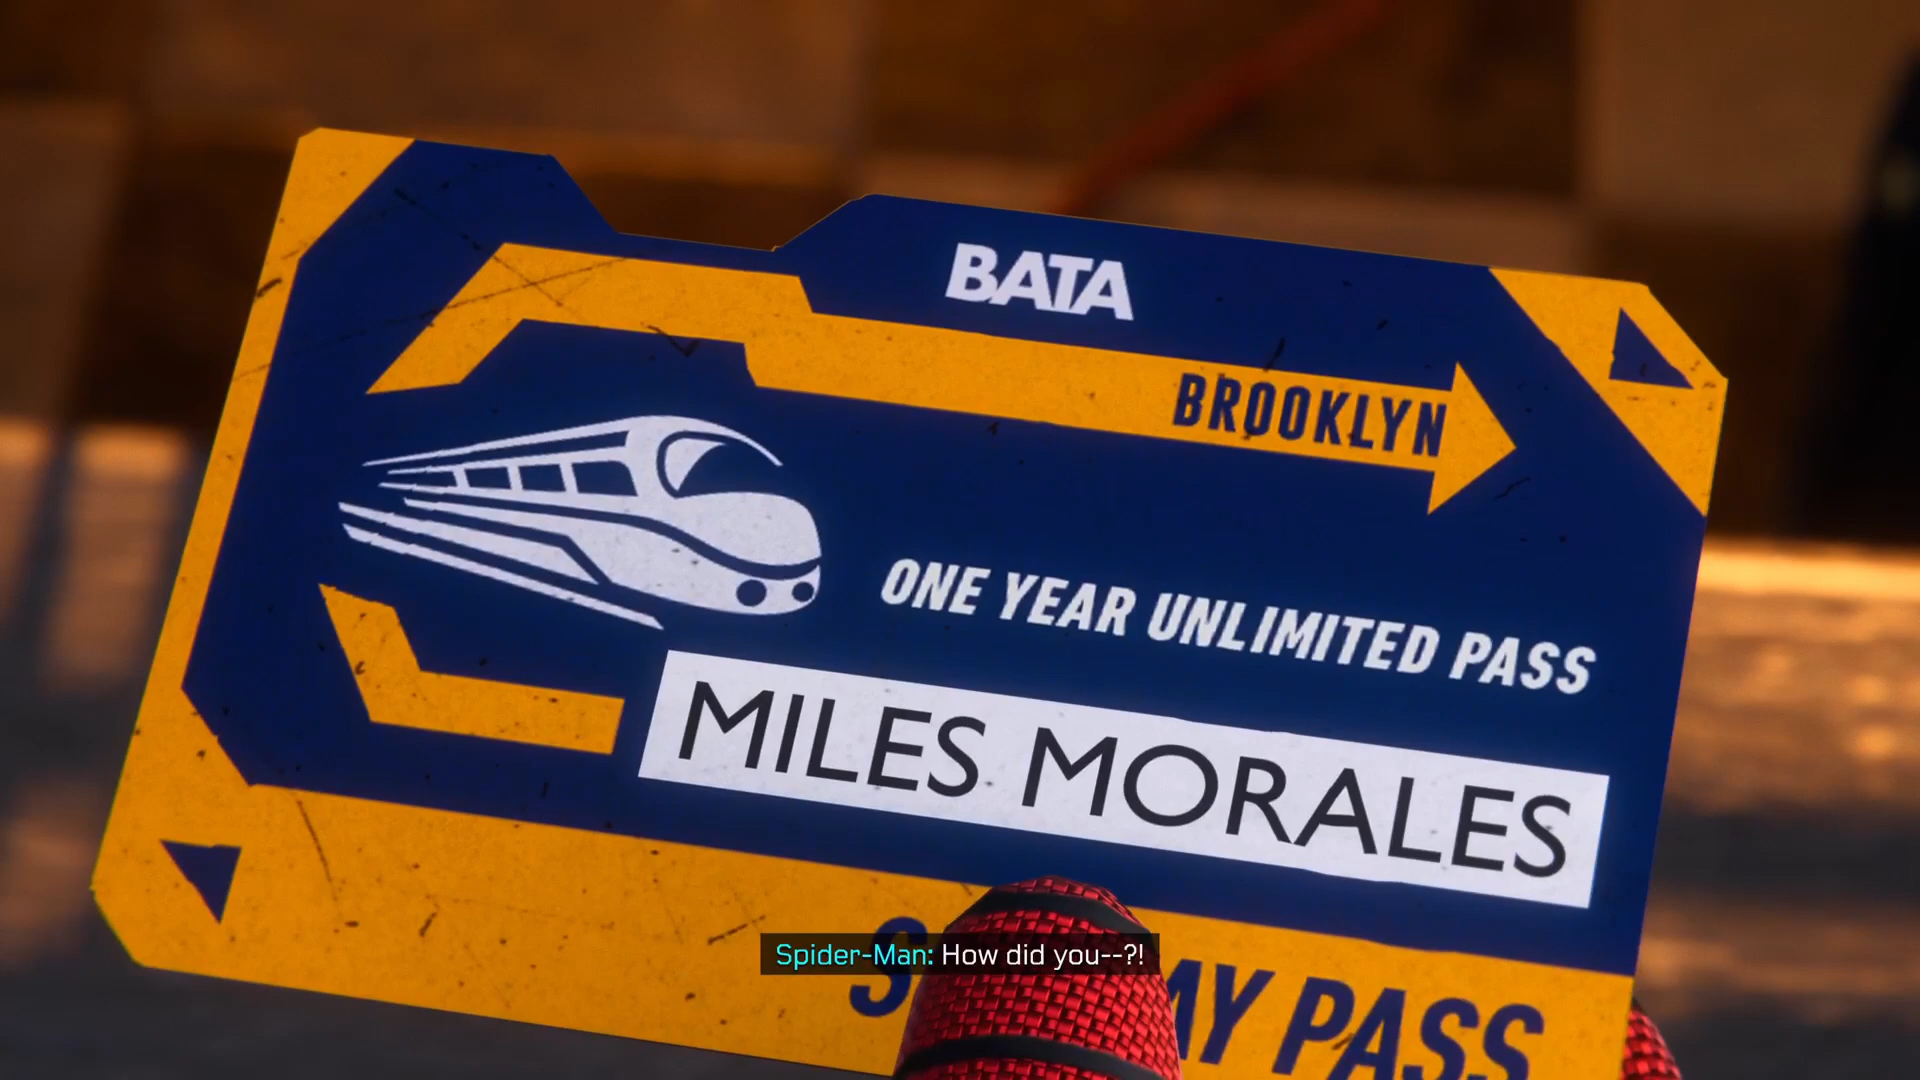 BATA
BROOKLYN
ONE YEAR UNLIMITED PASS
MILES MORALES
Spider-Man: How did you--?!
PASS